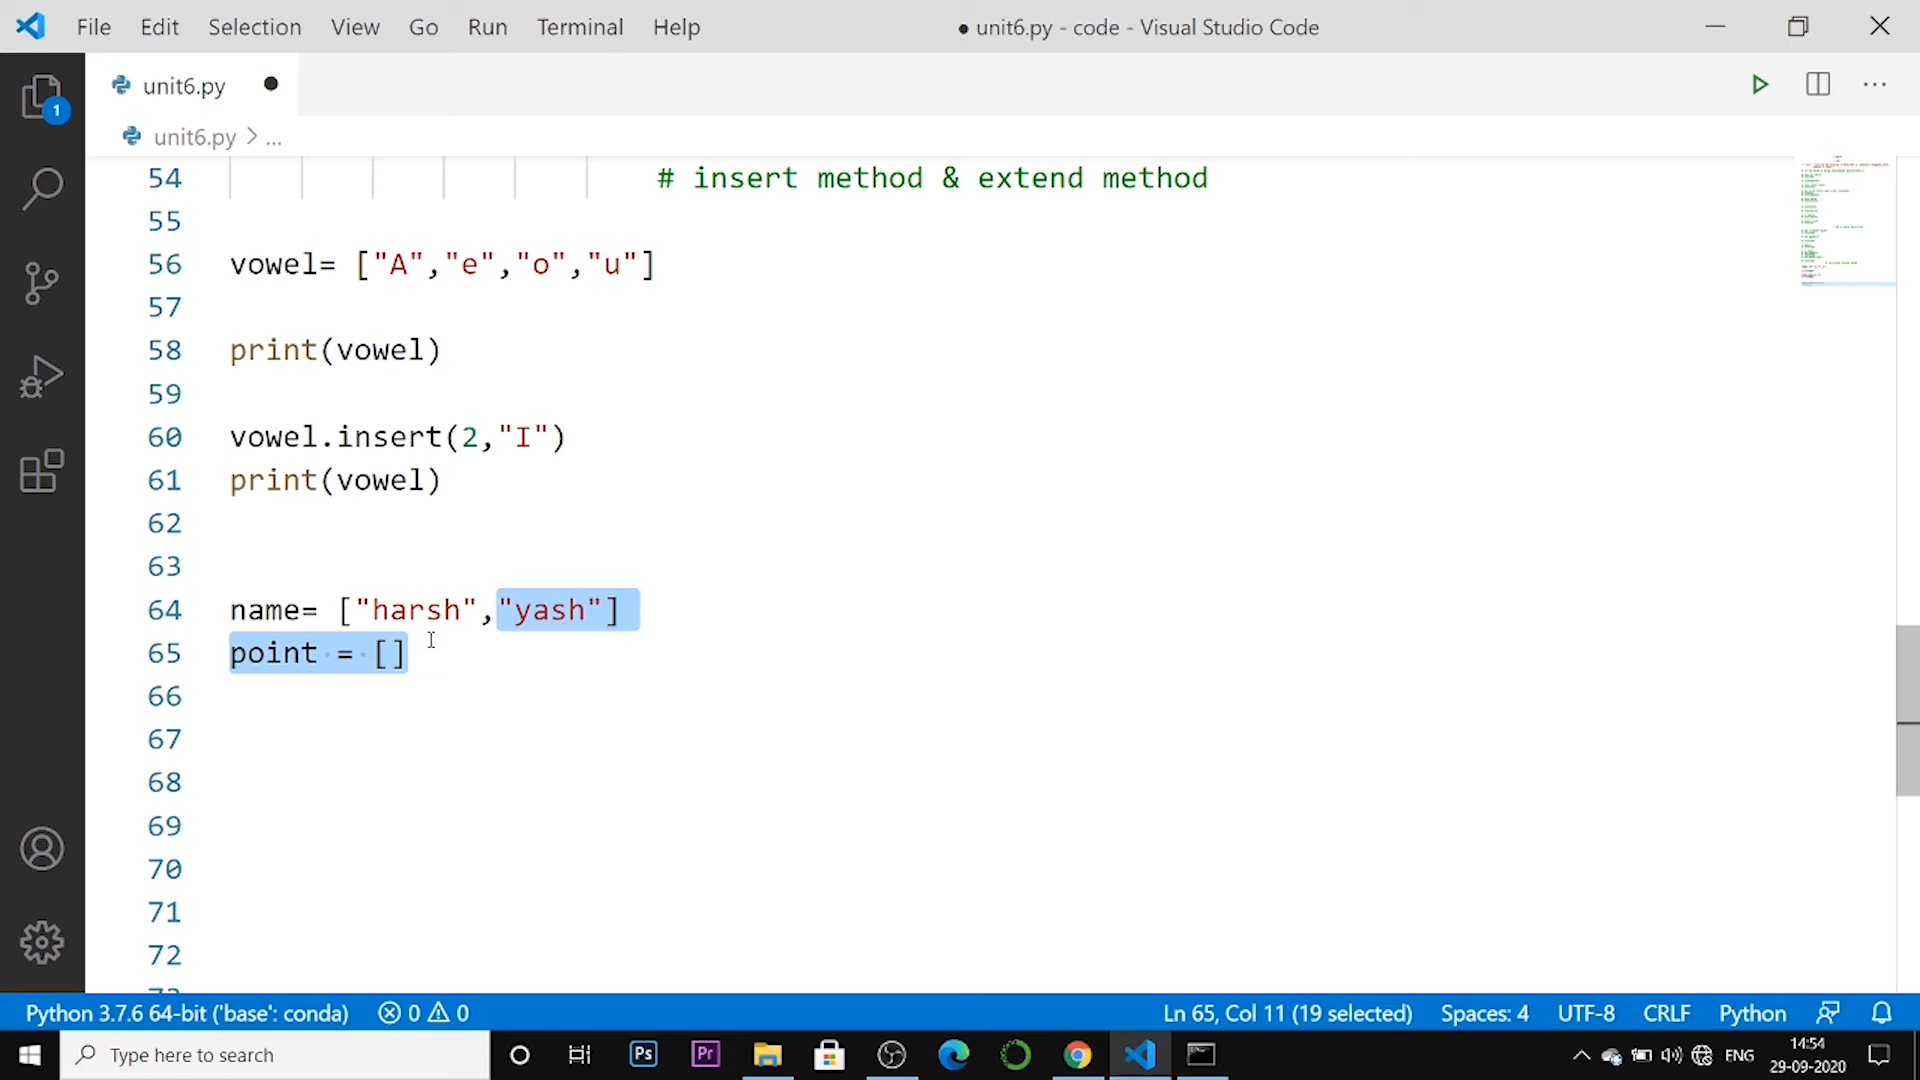 File Edit Selection View Go Run Terminal Help
● unit6.py - code - Visual Studio Code
unit6.py
1
unit6.py > ...
54 # insert method & extend method
55
56 vowel= ["A","e","o","u"]
57
58 print(vowel)
59
60 vowel.insert(2,"I")
61 print(vowel)
62
63
64 name= ["harsh","yash"]
65 point = []
66
67
68
69
70
71
72
Python 3.7.6 64-bit ('base': conda) 0 0
Ln 65, Col 11 (19 selected) Spaces: 4 UTF-8 CRLF Python
Type here to search
Ps
Pr
ENG
14:54
29-09-2020